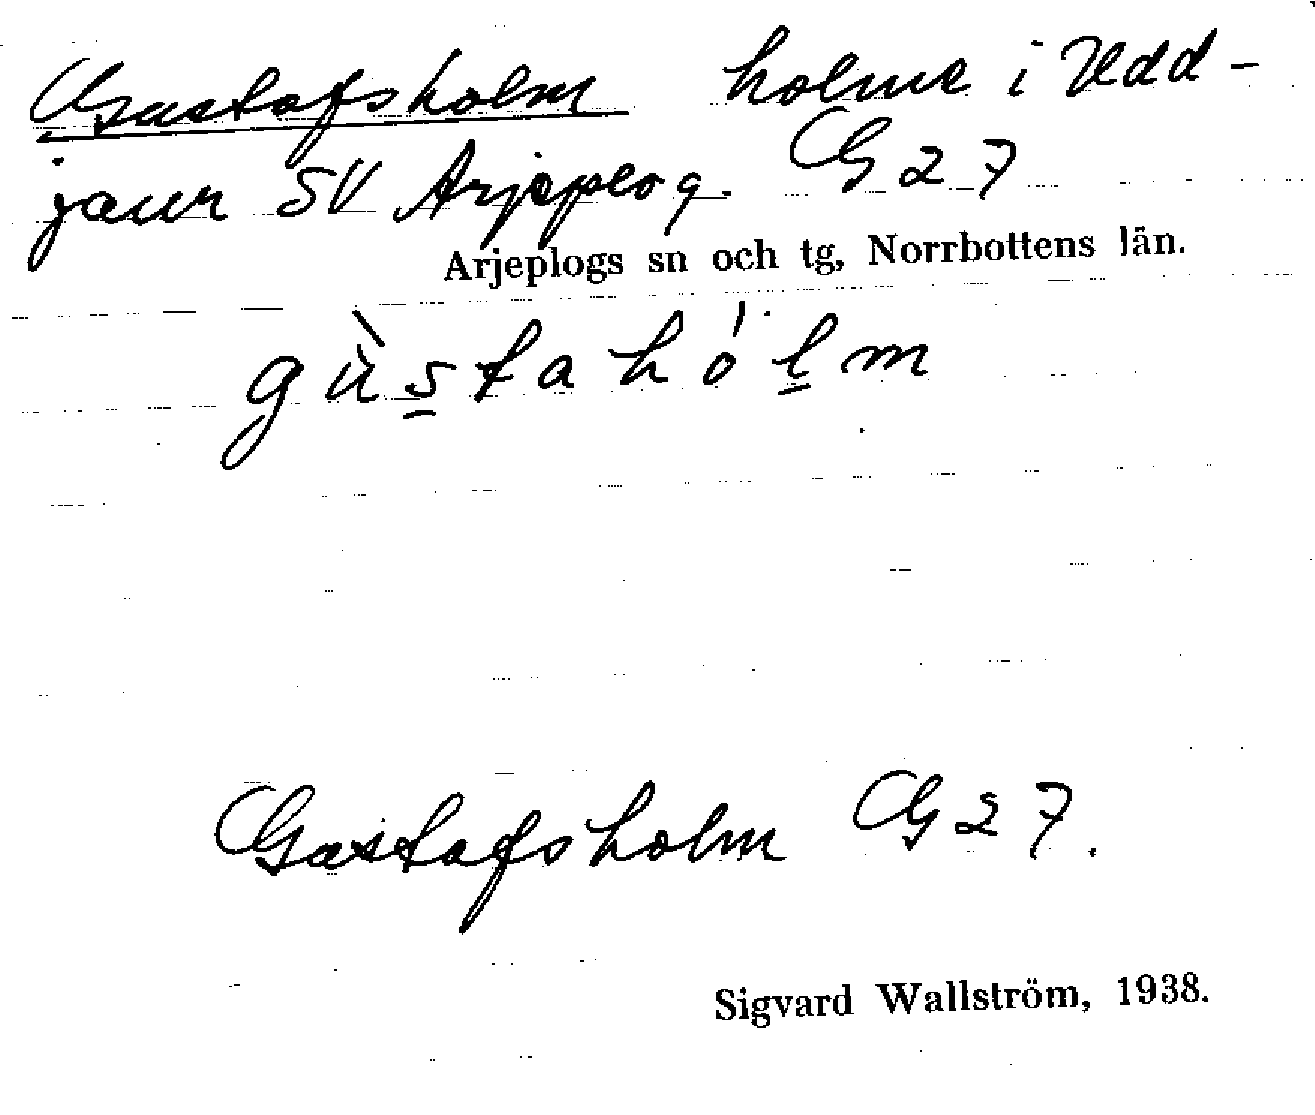 Gustafsholm holme i Udd-
jaur SV Arjeplog. G 27
Arjeplogs sn och tg, Norrbottens län.
gùstahólm
Gustafsholm G 27.
Sigvard Wallström, 1938.